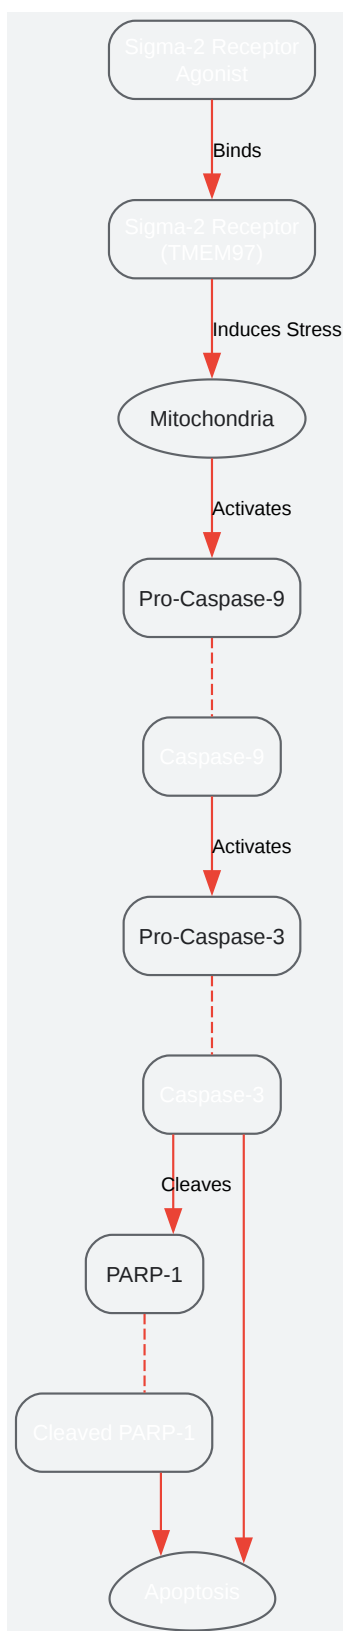 Sigma-2 Receptor
Agonist
Binds
Sigma-2 Receptor
(TMEM97)
Induces Stress
Mitochondria
Activates
Pro-Caspase-9
Caspase-9
Activates
Pro-Caspase-3
Caspase-3
Cleaves
PARP-1
Cleaved PARP-1
Apoptosis